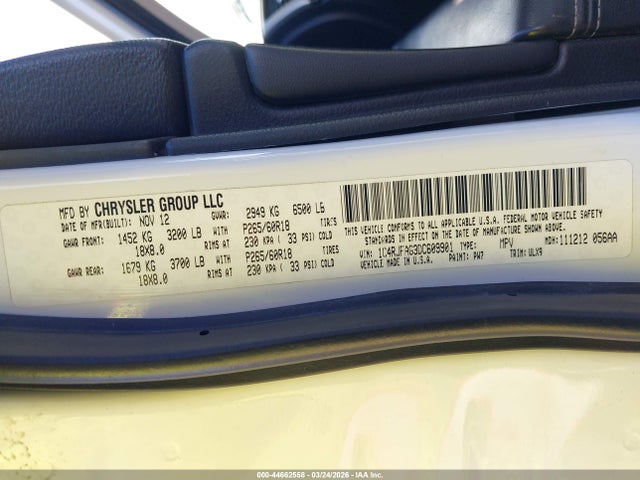 MFD BY CHRYSLER GROUP LLC
DATE OF MFR(BUILT): NOV 12 GVWR: 2949 KG 6500 LB
GAWR FRONT: 1452 KG 3200 LB WITH P265/60R18 TIR'S
18X8.0 RIMS AT 230 KPA ( 33 PSI) COLD
GAWR REAR: 1679 KG 3700 LB WITH P265/60R18 TIRES
18X8.0 RIMS AT 230 KPA ( 33 PSI) COLD
THIS VEHICLE CONFORMS TO ALL APPLICABLE U.S.A. FEDERAL MOTOR VEHICLE SAFETY
STANDARDS IN EFFECT ON THE DATE OF MANUFACTURE SHOWN ABOVE.
VIN: 1C4RJFAG3DC609901 TYPE: MPV MDH: 111212 056AA
VEHICLE MADE IN U.S.A. PAINT: PW7 TRIM: ULX9
000-44662558 - 03/24/2026 - IAA Inc.